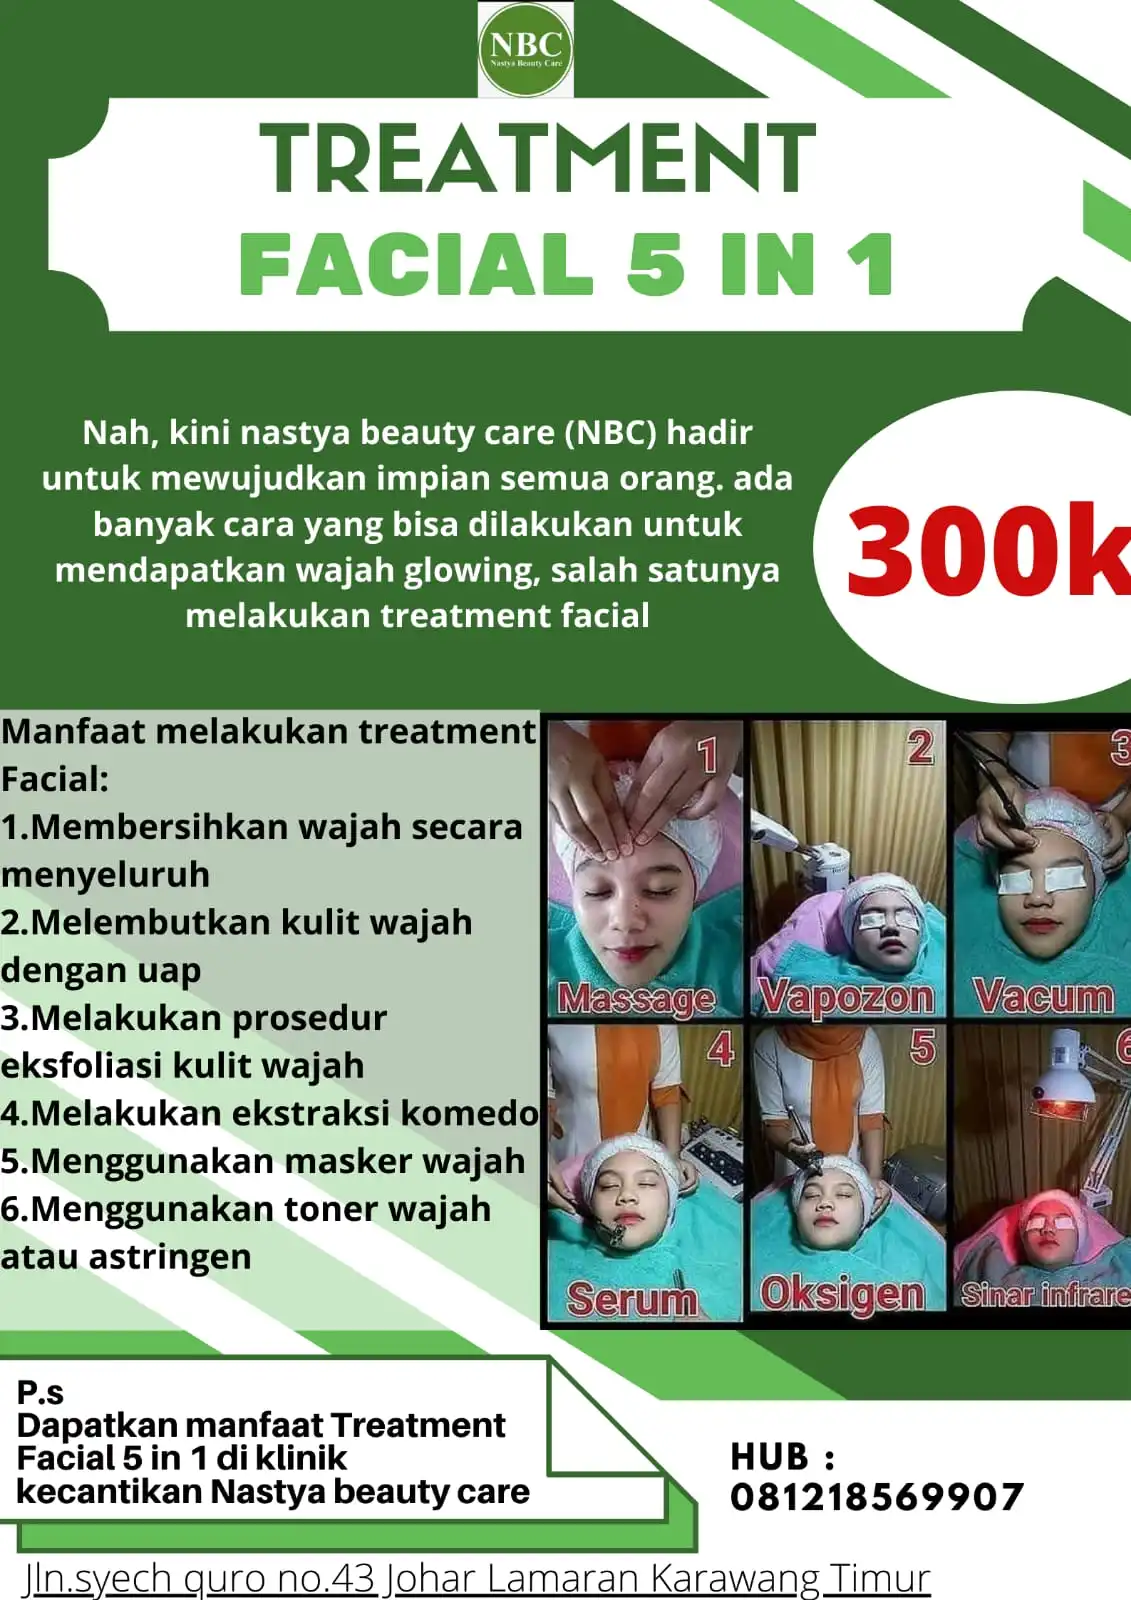 NBC
Nastya Beauty Care
TREATMENT
FACIAL 5 IN 1
Nah, kini nastya beauty care (NBC) hadir
untuk mewujudkan impian semua orang. ada
banyak cara yang bisa dilakukan untuk
mendapatkan wajah glowing, salah satunya
melakukan treatment facial
300k
Manfaat melakukan treatment
Facial:
1.Membersihkan wajah secara
menyeluruh
2.Melembutkan kulit wajah
dengan uap
3.Melakukan prosedur
eksfoliasi kulit wajah
4.Melakukan ekstraksi komedo
5.Menggunakan masker wajah
6.Menggunakan toner wajah
atau astringen
1
Massage
2
Vapozon
3
Vacum
4
Serum
5
Oksigen
6
Sinar infrare
P.s
Dapatkan manfaat Treatment
Facial 5 in 1 di klinik
kecantikan Nastya beauty care
HUB :
081218569907
Jln.syech quro no.43 Johar Lamaran Karawang Timur